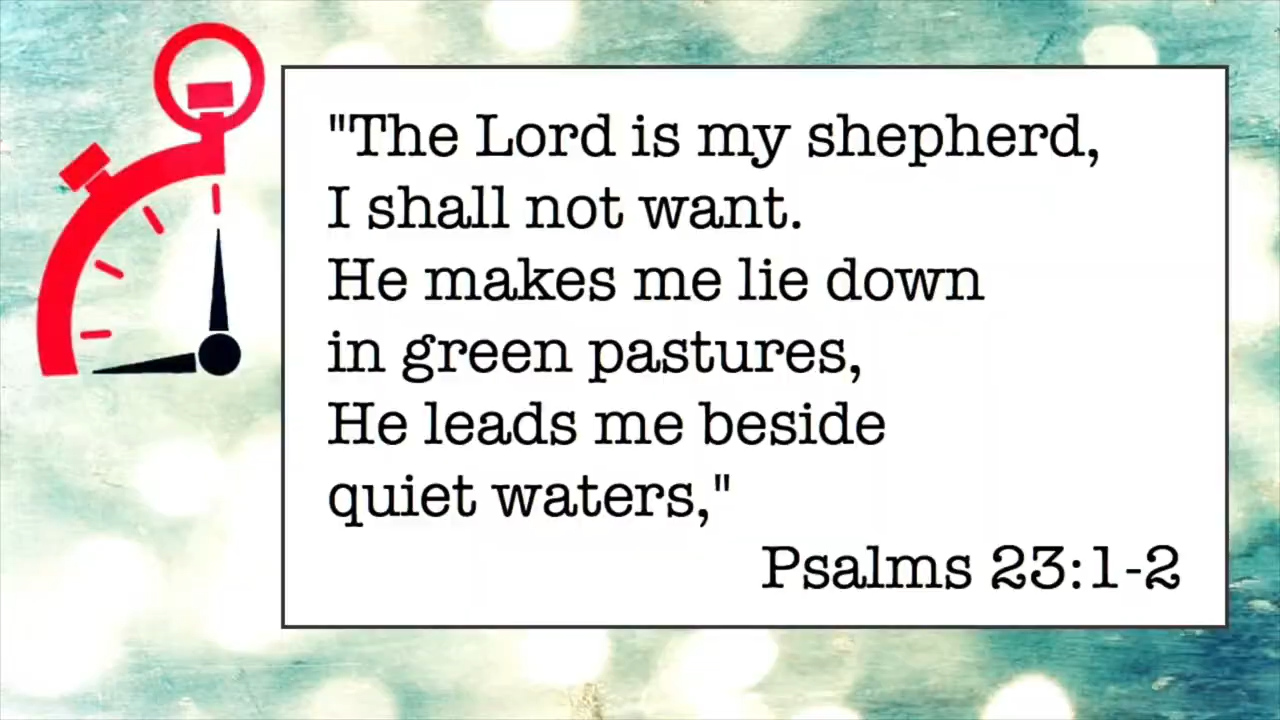 "The Lord is my shepherd,
I shall not want.
He makes me lie down
in green pastures,
He leads me beside
quiet waters,"
Psalms 23:1-2